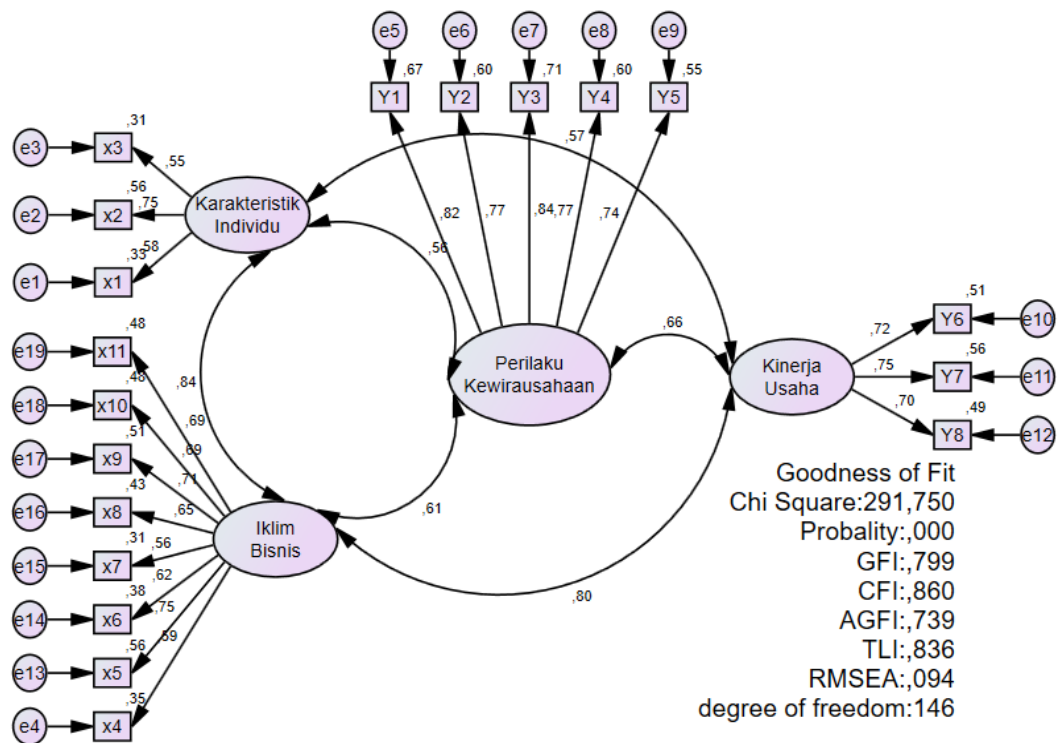 e5 e6 e7 e8 e9
,67 ,60 ,71 ,60 ,55
Y1 Y2 Y3 Y4 Y5
,31
e3 x3
,55
,57
,56
e2 x2
,75
Karakteristik
Individu
,82 ,77 ,84 ,77 ,74
,33
,58
e1 x1
,56
,48
e19 x11
,84
,69
,48
e18 x10
,69
,51
e17 x9
,71
,43
e16 x8
,65
,31
e15 x7
,56
,38
e14 x6
,62
,56
e13 x5
,75
,35
e4 x4
,59
Iklim
Bisnis
Perilaku
Kewirausahaan
,66
,61
,80
Kinerja
Usaha
,51
,72
Y6 e10
,56
,75
Y7 e11
,49
,70
Y8 e12
Goodness of Fit
Chi Square:291,750
Probality:,000
GFI:,799
CFI:,860
AGFI:,739
TLI:,836
RMSEA:,094
degree of freedom:146